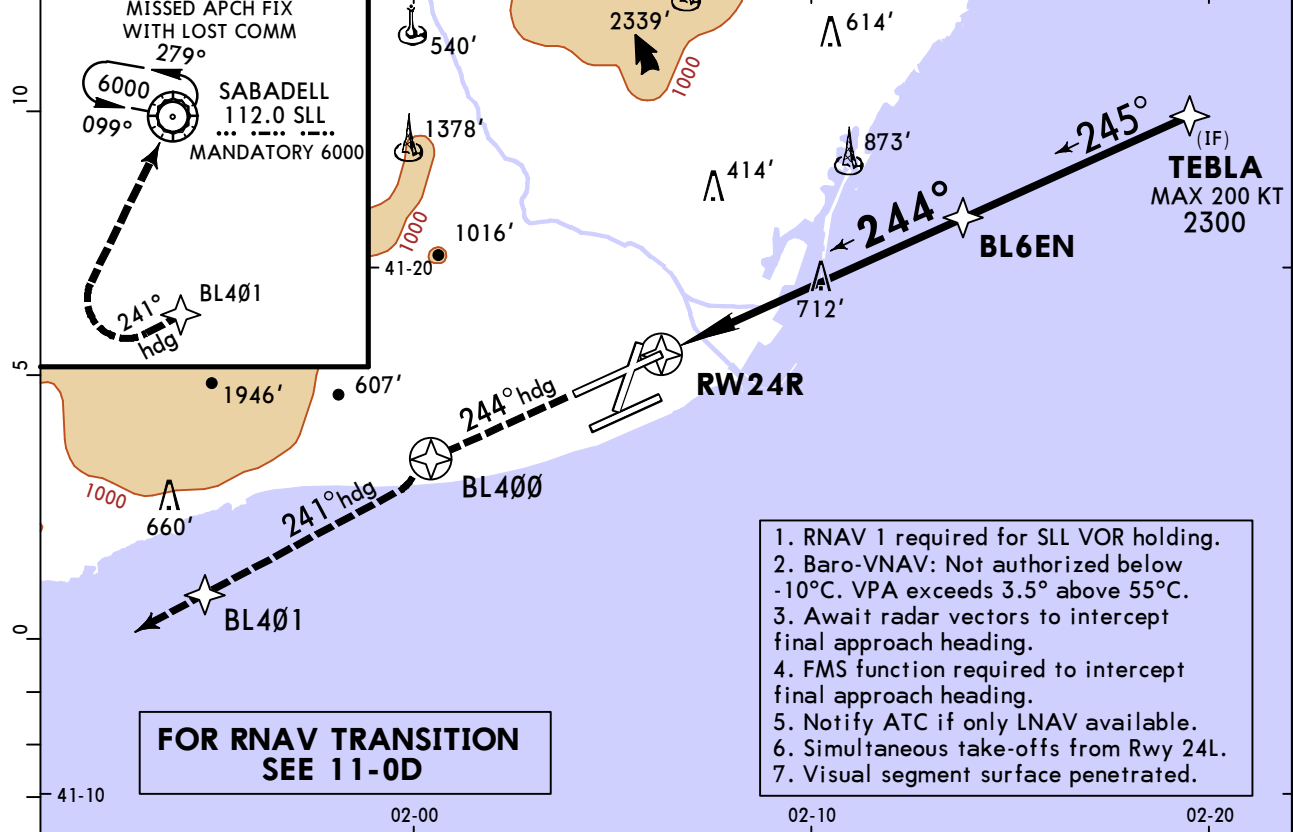 MISSED APCH FIX
WITH LOST COMM
279°
6000
099°
SABADELL
112.0 SLL
MANDATORY 6000
BL401
241°
hdg
10
5
0
540'
2339'
1000
614'
1378'
1000
873'
414'
1016'
41-20
245°
(IF)
TEBLA
MAX 200 KT
2300
244°
BL6EN
712'
RW24R
1946'
607'
244° hdg
BL400
1000
660'
241° hdg
BL401
1. RNAV 1 required for SLL VOR holding.
2. Baro-VNAV: Not authorized below
-10°C. VPA exceeds 3.5° above 55°C.
3. Await radar vectors to intercept
final approach heading.
4. FMS function required to intercept
final approach heading.
5. Notify ATC if only LNAV available.
6. Simultaneous take-offs from Rwy 24L.
7. Visual segment surface penetrated.
FOR RNAV TRANSITION
SEE 11-0D
41-10
02-00
02-10
02-20